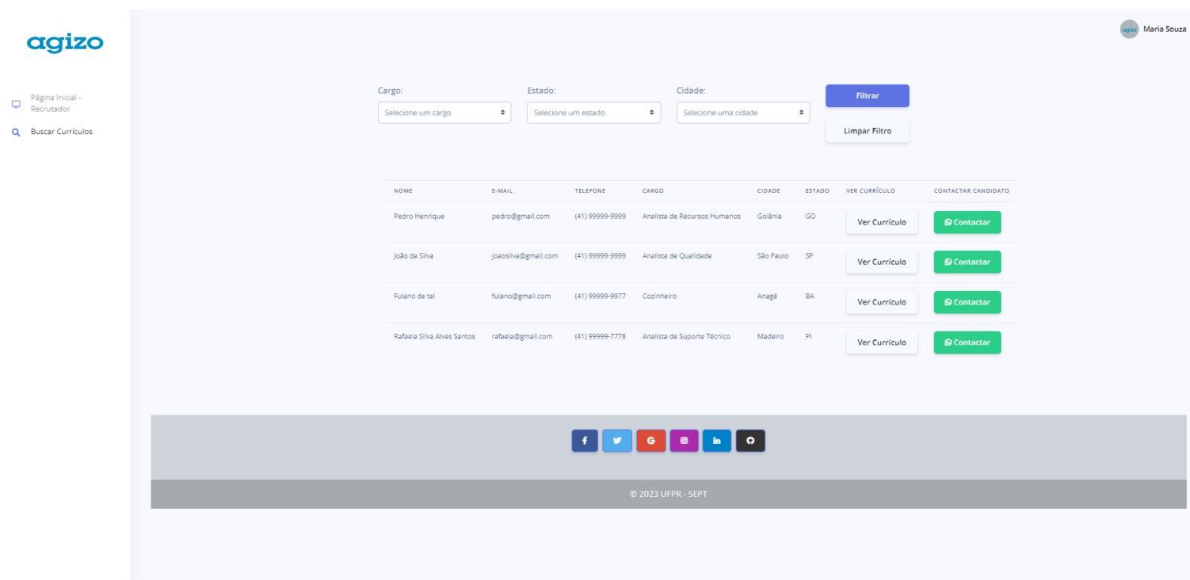 agizo
agizo Maria Souza
Página Inicial -
Recrutador
Buscar Currículos
Cargo: Estado: Cidade:
Selecione um cargo Selecione um estado Selecione uma cidade Filtrar
Limpar Filtro
NOME E-MAIL TELEFONE CARGO CIDADE ESTADO VER CURRÍCULO CONTACTAR CANDIDATO
Pedro Henrique pedro@gmail.com (41) 99999-9999 Analista de Recursos Humanos Goiânia GO Ver Currículo Contactar
João da Silva joaosilva@gmail.com (41) 99999-9999 Analista de Qualidade São Paulo SP Ver Currículo Contactar
Fulano de tal fulano@gmail.com (41) 99999-9977 Cozinheiro Anagé BA Ver Currículo Contactar
Rafaela Silva Alves Santos rafaela@gmail.com (41) 99999-7778 Analista de Suporte Técnico Madeiro PI Ver Currículo Contactar
© 2023 UFPR - SEPT